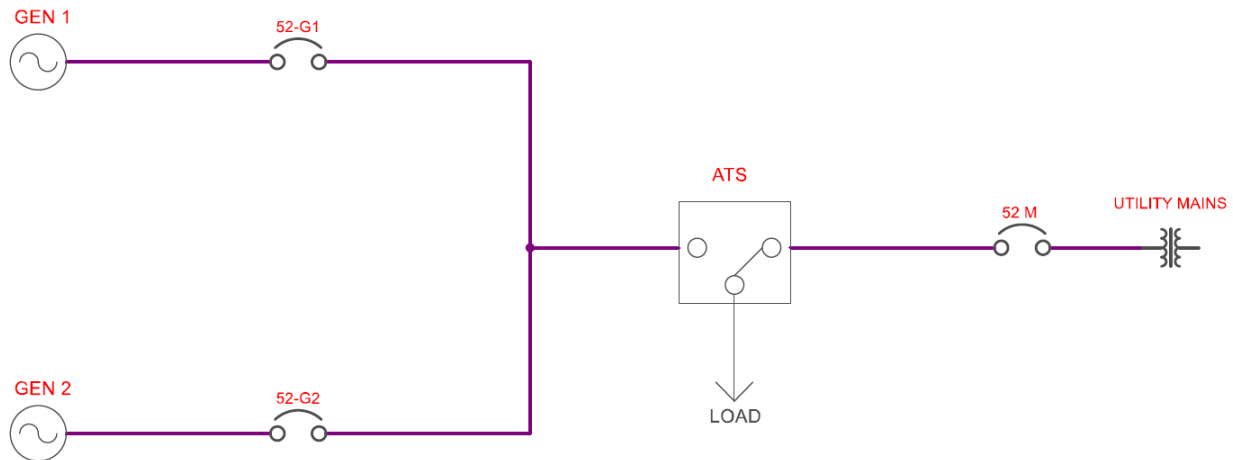 GEN 1
52-G1
ATS
52 M
UTILITY MAINS
GEN 2
52-G2
LOAD